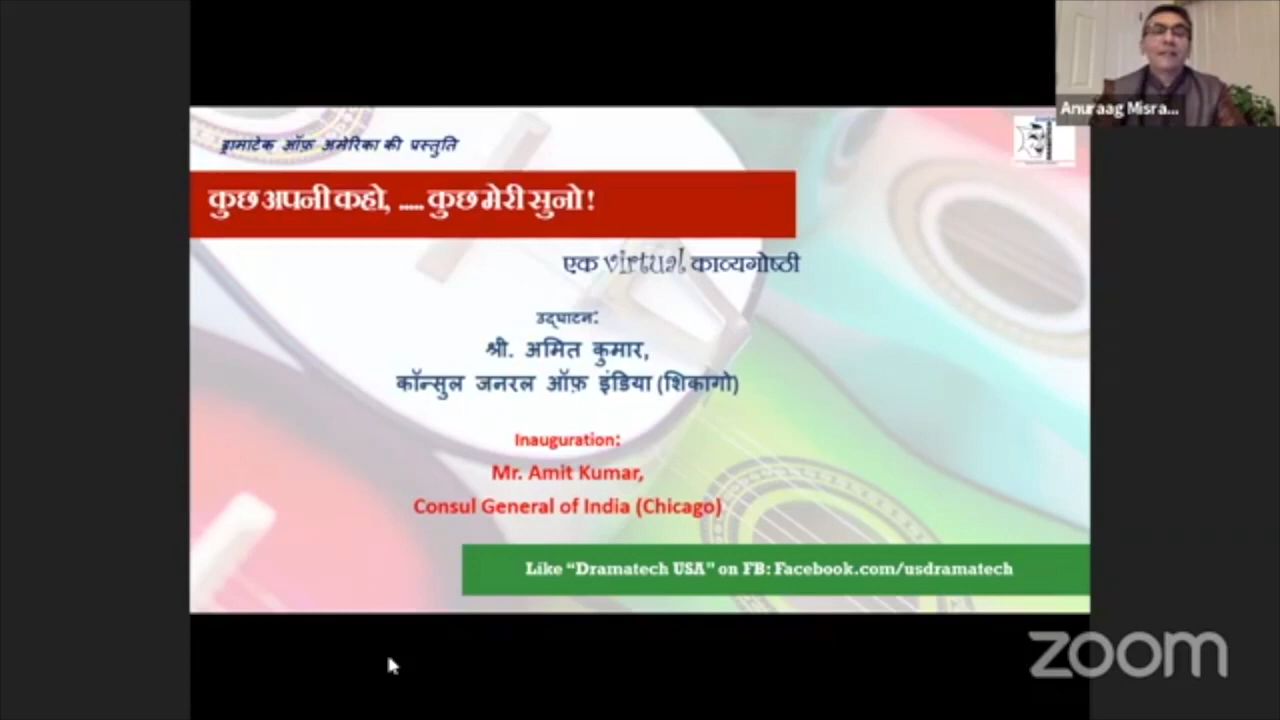 Anuraag Misra...
ड्रामाटेक ऑफ़ अमेरिका की प्रस्तुति
कुछ अपनी कहो, ..... कुछ मेरी सुनो !
एक virtual काव्यगोष्ठी
उद्घाटन:
श्री. अमित कुमार,
कॉन्सुल जनरल ऑफ़ इंडिया (शिकागो)
Inauguration:
Mr. Amit Kumar,
Consul General of India (Chicago)
Like “Dramatech USA” on FB: Facebook.com/usdramatech
zoom